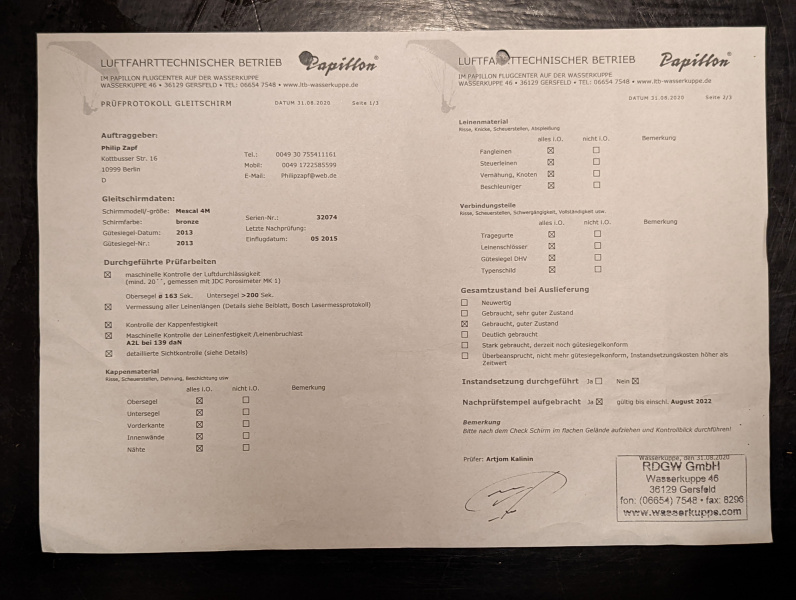 LUFTFAHRTTECHNISCHER BETRIEB Papillon®
IM PAPILLON FLUGCENTER AUF DER WASSERKUPPE
WASSERKUPPE 46 • 36129 GERSFELD • TEL: 06654 7548 • www.ltb-wasserkuppe.de
PRÜFPROTOKOLL GLEITSCHIRM DATUM 31.08.2020 Seite 1/3
Auftraggeber:
Philip Zapf
Kottbusser Str. 16
10999 Berlin
D
Tel.: 0049 30 755411161
Mobil: 0049 1722585599
E-Mail: Philipzapf@web.de
Gleitschirmdaten:
Schirmmodell/-größe: Mescal 4M
Schirmfarbe: bronze
Gütesiegel-Datum: 2013
Gütesiegel-Nr.: 2013
Serien-Nr.: 32074
Letzte Nachprüfung:
Einflugdatum: 05 2015
Durchgeführte Prüfarbeiten
☒ maschinelle Kontrolle der Luftdurchlässigkeit
(mind. 20´´, gemessen mit JDC Porosimeter MK 1)
Obersegel ø 163 Sek. Untersegel >200 Sek.
☒ Vermessung aller Leinenlängen (Details siehe Beiblatt, Bosch Lasermessprotokoll)
☒ Kontrolle der Kappenfestigkeit
☒ Maschinelle Kontrolle der Leinenfestigkeit /Leinenbruchlast
A2L bei 139 daN
☒ detaillierte Sichtkontrolle (siehe Details)
Kappenmaterial
Risse, Scheuerstellen, Dehnung, Beschichtung usw
alles i.O. nicht i.O. Bemerkung
Obersegel ☒ ☐
Untersegel ☒ ☐
Vorderkante ☒ ☐
Innenwände ☒ ☐
Nähte ☒ ☐
LUFTFAHRTTECHNISCHER BETRIEB Papillon®
IM PAPILLON FLUGCENTER AUF DER WASSERKUPPE
WASSERKUPPE 46 • 36129 GERSFELD • TEL: 06654 7548 • www.ltb-wasserkuppe.de
DATUM 31.08.2020 Seite 2/3
Leinenmaterial
Risse, Knicke, Scheuerstellen, Abspleißung
alles i.O. nicht i.O. Bemerkung
Fangleinen ☒ ☐
Steuerleinen ☒ ☐
Vernähung, Knoten ☒ ☐
Beschleuniger ☒ ☐
Verbindungsteile
Risse, Scheuerstellen, Schwergängigkeit, Vollständigkeit usw.
alles i.O. nicht i.O. Bemerkung
Tragegurte ☒ ☐
Leinenschlösser ☒ ☐
Gütesiegel DHV ☒ ☐
Typenschild ☒ ☐
Gesamtzustand bei Auslieferung
☐ Neuwertig
☐ Gebraucht, sehr guter Zustand
☒ Gebraucht, guter Zustand
☐ Deutlich gebraucht
☐ Stark gebraucht, derzeit noch gütesiegelkonform
☐ Überbeansprucht, nicht mehr gütesiegelkonform, Instandsetzungskosten höher als
Zeitwert
Instandsetzung durchgeführt Ja ☐ Nein ☒
Nachprüfstempel aufgebracht Ja ☒ gültig bis einschl. August 2022
Bemerkung
Bitte nach dem Check Schirm im flachen Gelände aufziehen und Kontrollblick durchführen!
Prüfer: Artjom Kalinin
Wasserkuppe, den 31.08.2020
RDGW GmbH
Wasserkuppe 46
36129 Gersfeld
fon: (06654) 7548 • fax: 8296
www.wasserkuppe.com